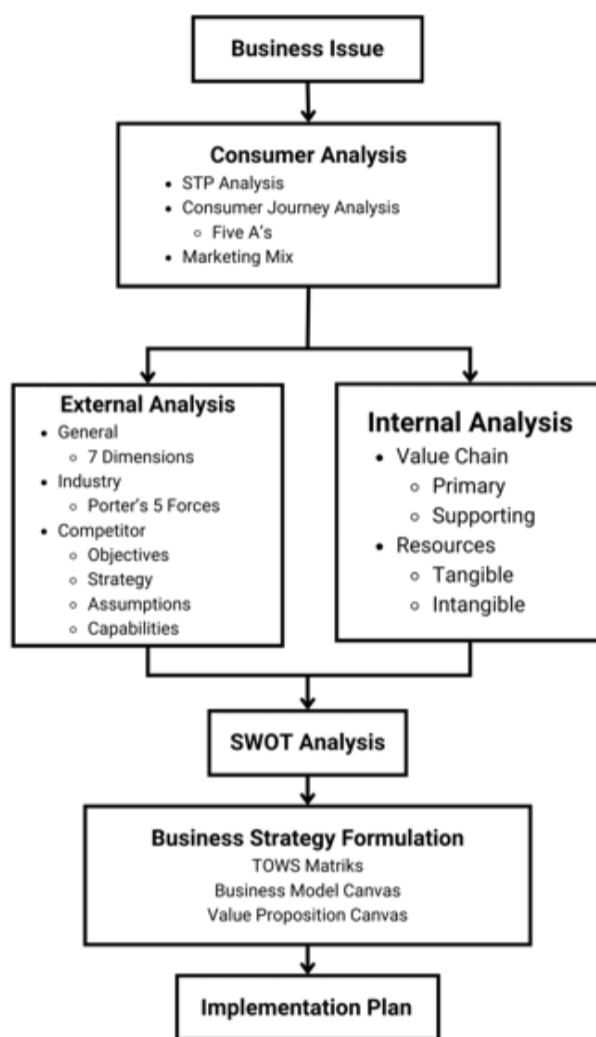 Business Issue
Consumer Analysis
• STP Analysis
• Consumer Journey Analysis
○ Five A's
• Marketing Mix
External Analysis
• General
○ 7 Dimensions
• Industry
○ Porter's 5 Forces
• Competitor
○ Objectives
○ Strategy
○ Assumptions
○ Capabilities
Internal Analysis
• Value Chain
○ Primary
○ Supporting
• Resources
○ Tangible
○ Intangible
SWOT Analysis
Business Strategy Formulation
TOWS Matriks
Business Model Canvas
Value Proposition Canvas
Implementation Plan